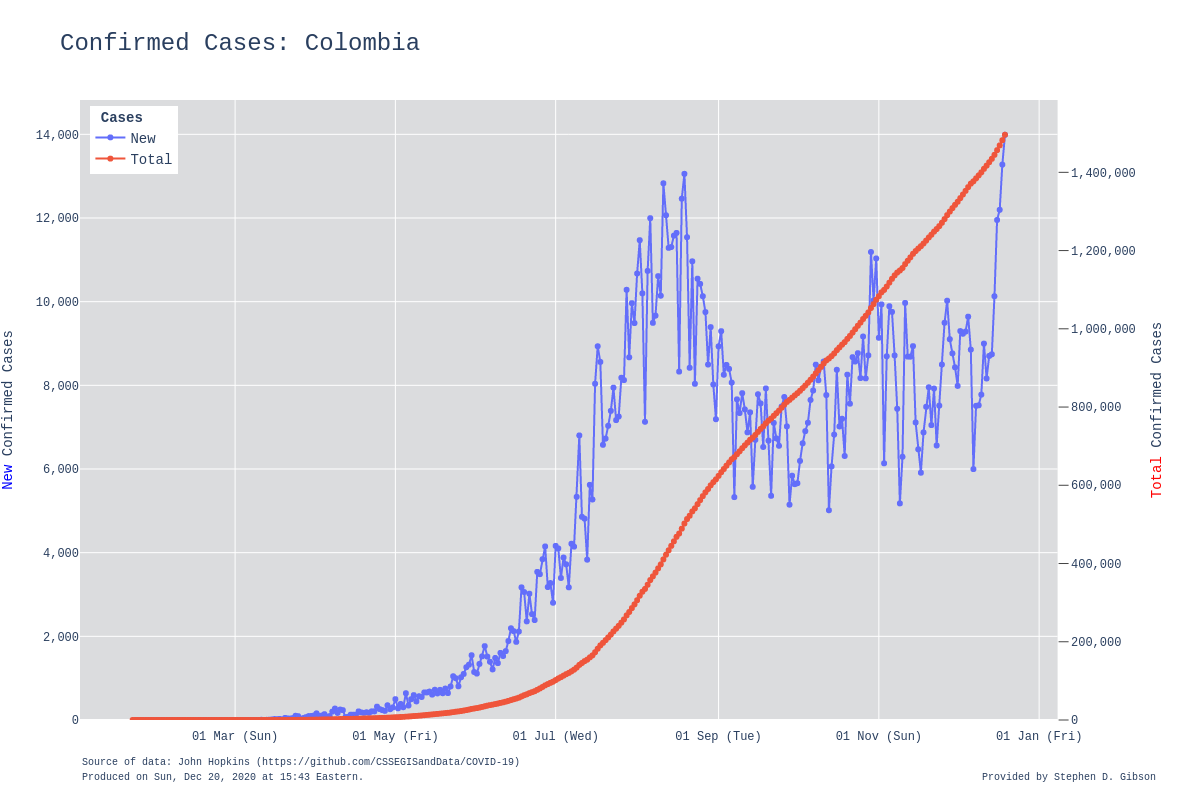 Confirmed Cases: Colombia
Cases
New
Total
14,000
12,000
10,000
8,000
6,000
4,000
2,000
0
New Confirmed Cases
1,400,000
1,200,000
1,000,000
800,000
600,000
400,000
200,000
0
Total Confirmed Cases
01 Mar (Sun)
01 May (Fri)
01 Jul (Wed)
01 Sep (Tue)
01 Nov (Sun)
01 Jan (Fri)
Source of data: John Hopkins (https://github.com/CSSEGISandData/COVID-19)
Produced on Sun, Dec 20, 2020 at 15:43 Eastern.
Provided by Stephen D. Gibson